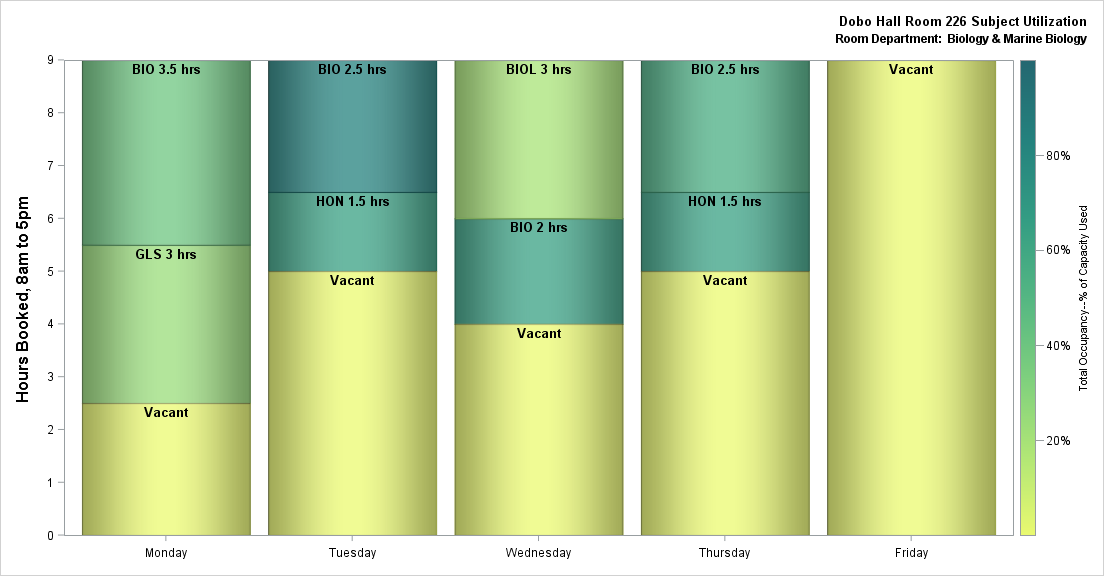 Dobo Hall Room 226 Subject Utilization
Room Department: Biology & Marine Biology
Hours Booked, 8am to 5pm
9
8
7
6
5
4
3
2
1
0
BIO 3.5 hrs
GLS 3 hrs
Vacant
BIO 2.5 hrs
HON 1.5 hrs
Vacant
BIOL 3 hrs
BIO 2 hrs
Vacant
BIO 2.5 hrs
HON 1.5 hrs
Vacant
Vacant
Monday
Tuesday
Wednesday
Thursday
Friday
80%
60%
40%
20%
Total Occupancy--% of Capacity Used